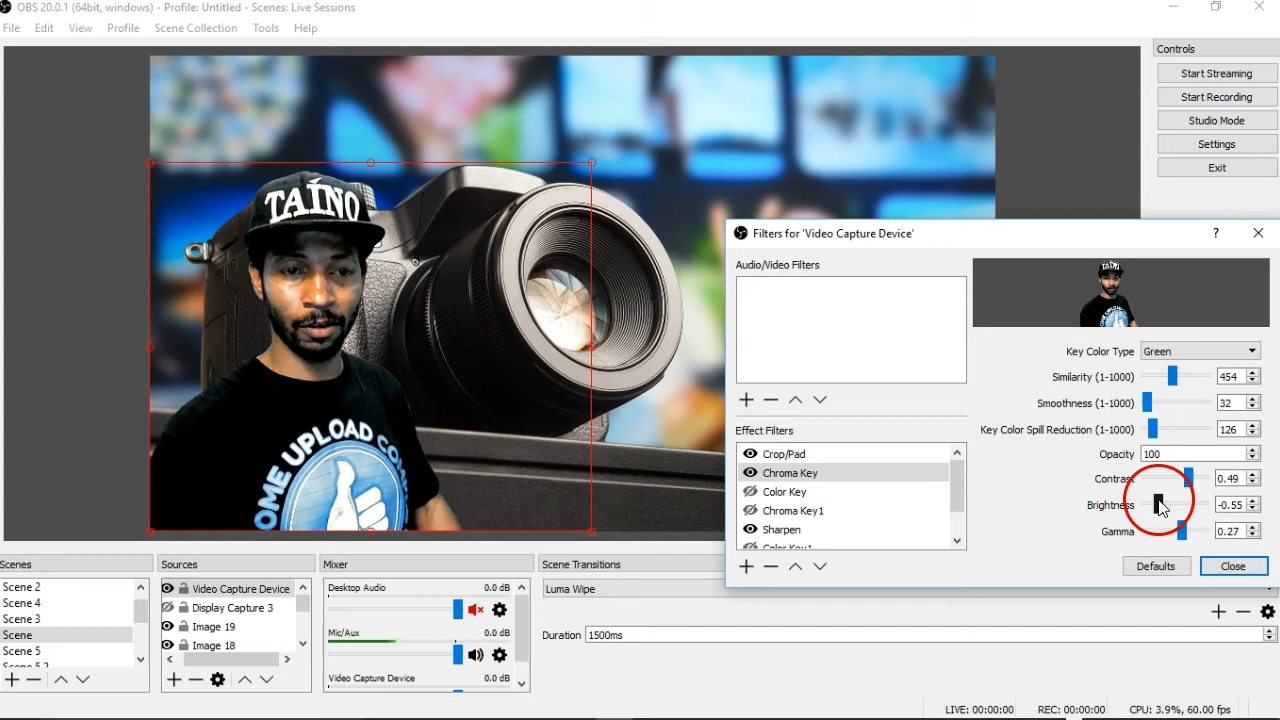 OBS 20.0.1 (64bit, windows) - Profile: Untitled - Scenes: Live Sessions
File Edit View Profile Scene Collection Tools Help
Controls
Start Streaming
Start Recording
Studio Mode
Settings
Exit
TAÍNO
OME UPLOAD COM
Filters for 'Video Capture Device'
?
Audio/Video Filters
Effect Filters
Crop/Pad
Chroma Key
Color Key
Chroma Key1
Sharpen
Color Key1
TAÍNO
Key Color Type Green
Similarity (1-1000) 454
Smoothness (1-1000) 32
Key Color Spill Reduction (1-1000) 126
Opacity 100
Contrast 0.49
Brightness -0.55
Gamma 0.27
Defaults Close
Scenes
Scene 2
Scene 4
Scene 3
Scene
Scene 5
Scene 5 2
Sources
Video Capture Device
Display Capture 3
Image 19
Image 18
Mixer
Desktop Audio 0.0 dB
Mic/Aux 0.0 dB
Video Capture Device 0.0 dB
Scene Transitions
Luma Wipe
Duration 1500ms
LIVE: 00:00:00 REC: 00:00:00 CPU: 3.9%, 60.00 fps